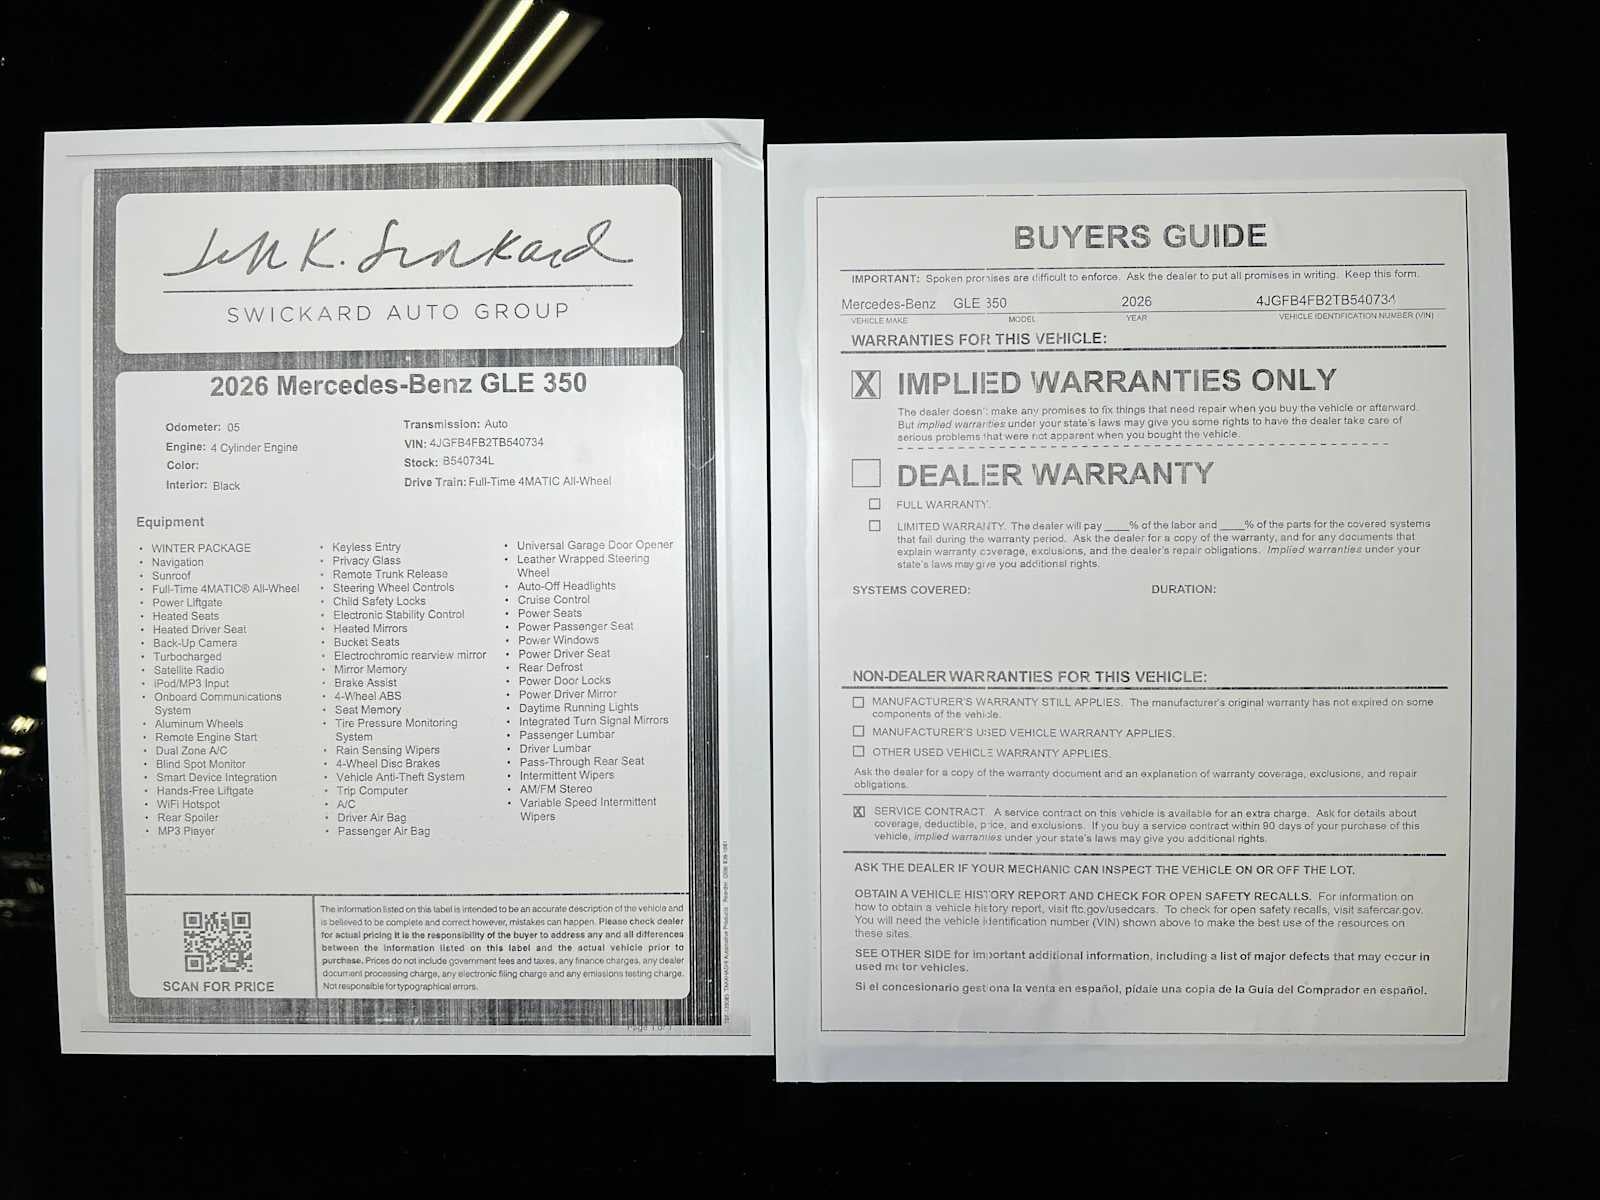 SWICKARD AUTO GROUP
2026 Mercedes-Benz GLE 350
Odometer: 05
Engine: 4 Cylinder Engine
Color:
Interior: Black
Transmission: Auto
VIN: 4JGFB4FB2TB540734
Stock: B540734L
Drive Train: Full-Time 4MATIC All-Wheel
Equipment
• WINTER PACKAGE
• Navigation
• Sunroof
• Full-Time 4MATIC® All-Wheel
• Power Liftgate
• Heated Seats
• Heated Driver Seat
• Back-Up Camera
• Turbocharged
• Satellite Radio
• iPod/MP3 Input
• Onboard Communications
System
• Aluminum Wheels
• Remote Engine Start
• Dual Zone A/C
• Blind Spot Monitor
• Smart Device Integration
• Hands-Free Liftgate
• WiFi Hotspot
• Rear Spoiler
• MP3 Player
• Keyless Entry
• Privacy Glass
• Remote Trunk Release
• Steering Wheel Controls
• Child Safety Locks
• Electronic Stability Control
• Heated Mirrors
• Bucket Seats
• Electrochromic rearview mirror
• Mirror Memory
• Brake Assist
• 4-Wheel ABS
• Seat Memory
• Tire Pressure Monitoring
System
• Rain Sensing Wipers
• 4-Wheel Disc Brakes
• Vehicle Anti-Theft System
• Trip Computer
• A/C
• Driver Air Bag
• Passenger Air Bag
• Universal Garage Door Opener
• Leather Wrapped Steering
Wheel
• Auto-Off Headlights
• Cruise Control
• Power Seats
• Power Passenger Seat
• Power Windows
• Power Driver Seat
• Rear Defrost
• Power Door Locks
• Power Driver Mirror
• Daytime Running Lights
• Integrated Turn Signal Mirrors
• Passenger Lumbar
• Driver Lumbar
• Pass-Through Rear Seat
• Intermittent Wipers
• AM/FM Stereo
• Variable Speed Intermittent
Wipers
SCAN FOR PRICE
The information listed on this label is intended to be an accurate description of the vehicle and
is believed to be complete and correct however, mistakes can happen. Please check dealer
for actual pricing it is the responsibility of the buyer to address any and all differences
between the information listed on this label and the actual vehicle prior to
purchase. Prices do not include government fees and taxes, any finance charges, any dealer
document processing charge, any electronic filing charge and any emissions testing charge.
Not responsible for typographical errors.
Page 1 of 1
BUYERS GUIDE
IMPORTANT: Spoken promises are difficult to enforce. Ask the dealer to put all promises in writing. Keep this form.
Mercedes-Benz GLE 350 2026 4JGFB4FB2TB540734
VEHICLE MAKE MODEL YEAR VEHICLE IDENTIFICATION NUMBER (VIN)
WARRANTIES FOR THIS VEHICLE:
X IMPLIED WARRANTIES ONLY
The dealer doesn't make any promises to fix things that need repair when you buy the vehicle or afterward.
But implied warranties under your state's laws may give you some rights to have the dealer take care of
serious problems that were not apparent when you bought the vehicle.
DEALER WARRANTY
FULL WARRANTY.
LIMITED WARRANTY. The dealer will pay ____% of the labor and ____% of the parts for the covered systems
that fail during the warranty period. Ask the dealer for a copy of the warranty, and for any documents that
explain warranty coverage, exclusions, and the dealer's repair obligations. Implied warranties under your
state's laws may give you additional rights.
SYSTEMS COVERED: DURATION:
NON-DEALER WARRANTIES FOR THIS VEHICLE:
MANUFACTURER'S WARRANTY STILL APPLIES. The manufacturer's original warranty has not expired on some
components of the vehicle.
MANUFACTURER'S USED VEHICLE WARRANTY APPLIES.
OTHER USED VEHICLE WARRANTY APPLIES.
Ask the dealer for a copy of the warranty document and an explanation of warranty coverage, exclusions, and repair
obligations.
X SERVICE CONTRACT. A service contract on this vehicle is available for an extra charge. Ask for details about
coverage, deductible, price, and exclusions. If you buy a service contract within 90 days of your purchase of this
vehicle, implied warranties under your state's laws may give you additional rights.
ASK THE DEALER IF YOUR MECHANIC CAN INSPECT THE VEHICLE ON OR OFF THE LOT.
OBTAIN A VEHICLE HISTORY REPORT AND CHECK FOR OPEN SAFETY RECALLS. For information on
how to obtain a vehicle history report, visit ftc.gov/usedcars. To check for open safety recalls, visit safercar.gov.
You will need the vehicle identification number (VIN) shown above to make the best use of the resources on
these sites.
SEE OTHER SIDE for important additional information, including a list of major defects that may occur in
used motor vehicles.
Si el concesionario gestiona la venta en español, pídale una copia de la Guía del Comprador en español.